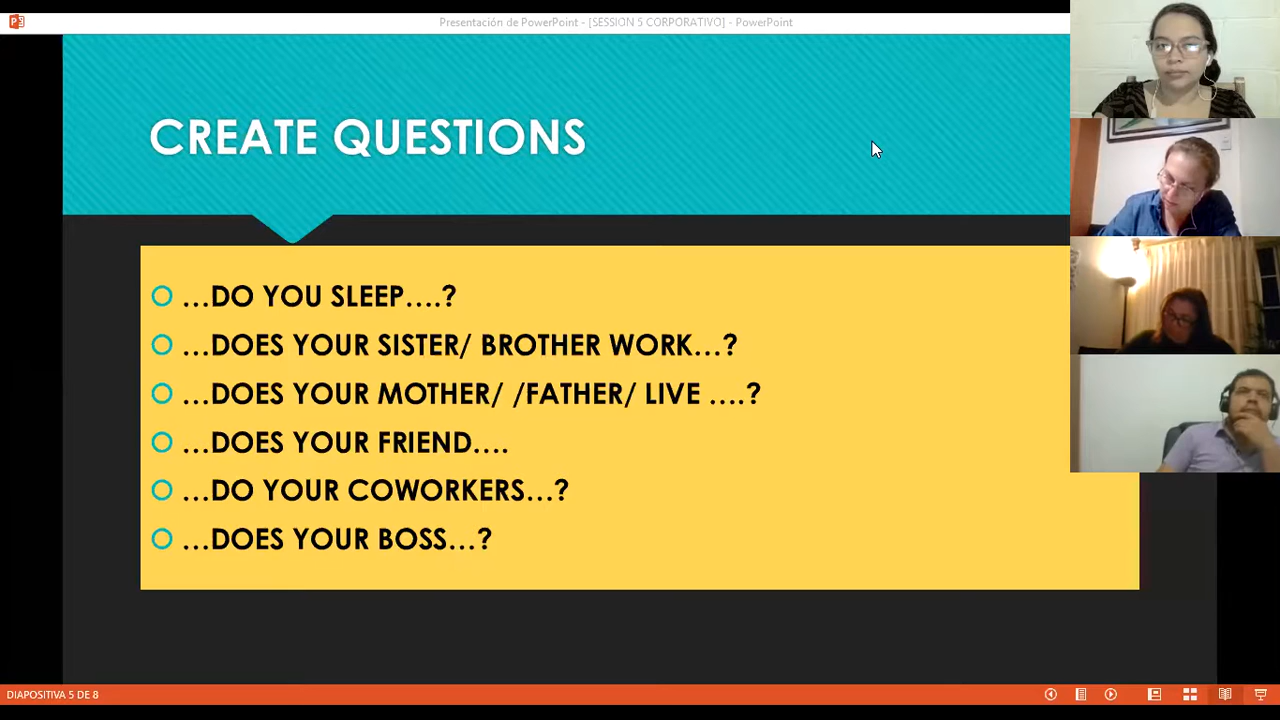 Presentación de PowerPoint - [SESSION 5 CORPORATIVO] - PowerPoint
CREATE QUESTIONS
...DO YOU SLEEP....?
...DOES YOUR SISTER/ BROTHER WORK...?
...DOES YOUR MOTHER/ /FATHER/ LIVE ....?
...DOES YOUR FRIEND....
...DO YOUR COWORKERS...?
...DOES YOUR BOSS...?
DIAPOSITIVA 5 DE 8